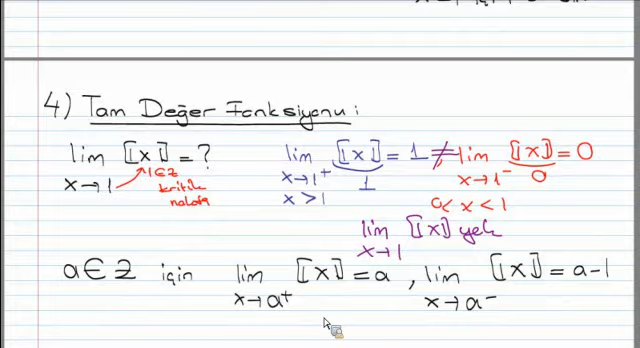 4) Tam Değer Fonksiyonu:
lim ⟦x⟧ = ? lim ⟦x⟧ = 1 ≠ lim ⟦x⟧ = 0
x→1 1∈Z x→1⁺ 1 x→1⁻ 0
kritik nokta x > 1 0< x < 1
lim ⟦x⟧ yok
x→1
a∈Z için lim ⟦x⟧ = a , lim ⟦x⟧ = a-1
x→a⁺ x→a⁻